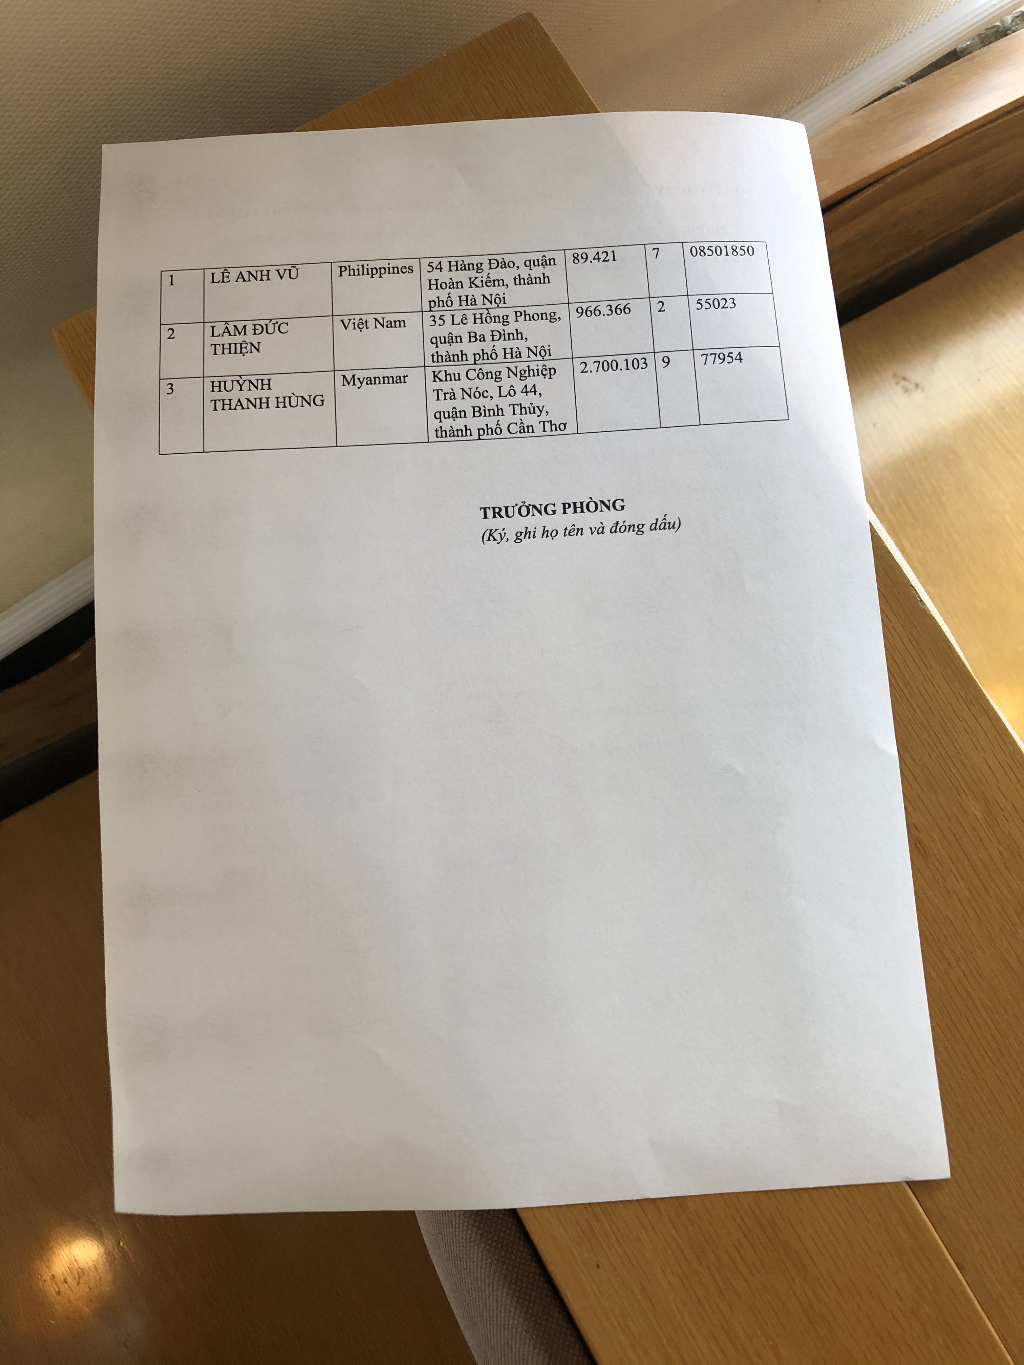 1 LÊ ANH VŨ Philippines 54 Hàng Đào, quận 89.421 7 08501850
Hoàn Kiếm, thành
phố Hà Nội
2 LÂM ĐỨC Việt Nam 35 Lê Hồng Phong, 966.366 2 55023
THIỆN quận Ba Đình,
thành phố Hà Nội
3 HUỲNH Myanmar Khu Công Nghiệp 2.700.103 9 77954
THANH HÙNG Trà Nóc, Lô 44,
quận Bình Thủy,
thành phố Cần Thơ
TRƯỞNG PHÒNG
(Ký, ghi họ tên và đóng dấu)